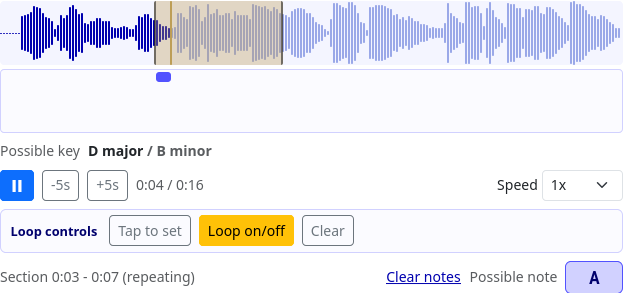 Possible key D major / B minor
-5s +5s 0:04 / 0:16 Speed 1x
Loop controls Tap to set Loop on/off Clear
Section 0:03 - 0:07 (repeating) Clear notes Possible note A